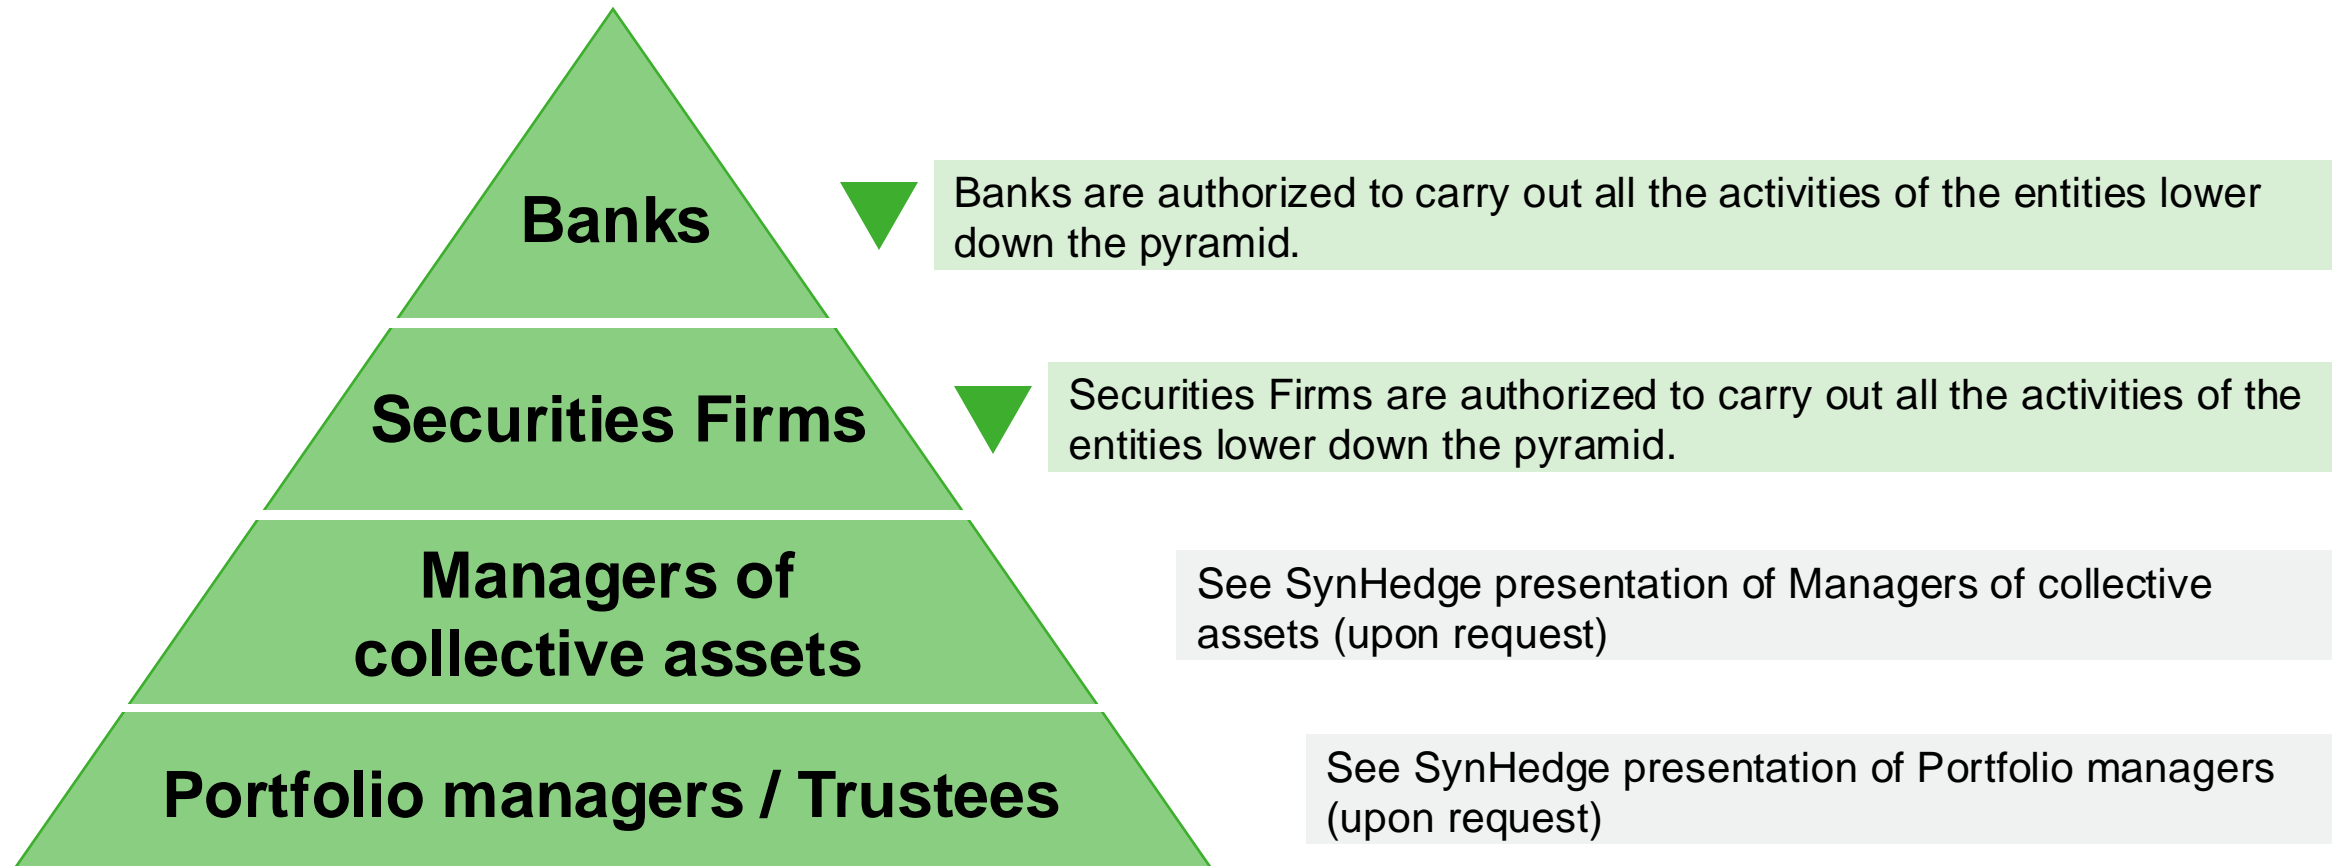 Banks
Banks are authorized to carry out all the activities of the entities lower
down the pyramid.
Securities Firms
Securities Firms are authorized to carry out all the activities of the
entities lower down the pyramid.
Managers of
collective assets
See SynHedge presentation of Managers of collective
assets (upon request)
Portfolio managers / Trustees
See SynHedge presentation of Portfolio managers
(upon request)